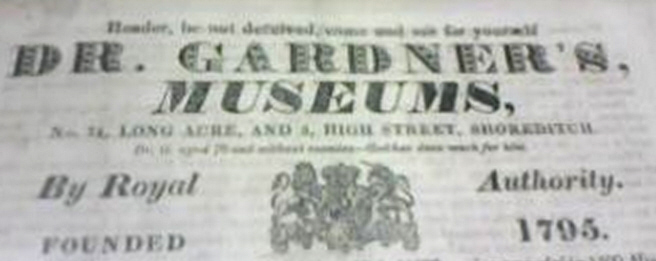 Reader, be not deceived, come and see for yourself
DR. GARDNER'S,
MUSEUMS,
No. LONG ACRE, AND HIGH STREET, SHOREDITCH
By Royal Authority.
FOUNDED 1795.